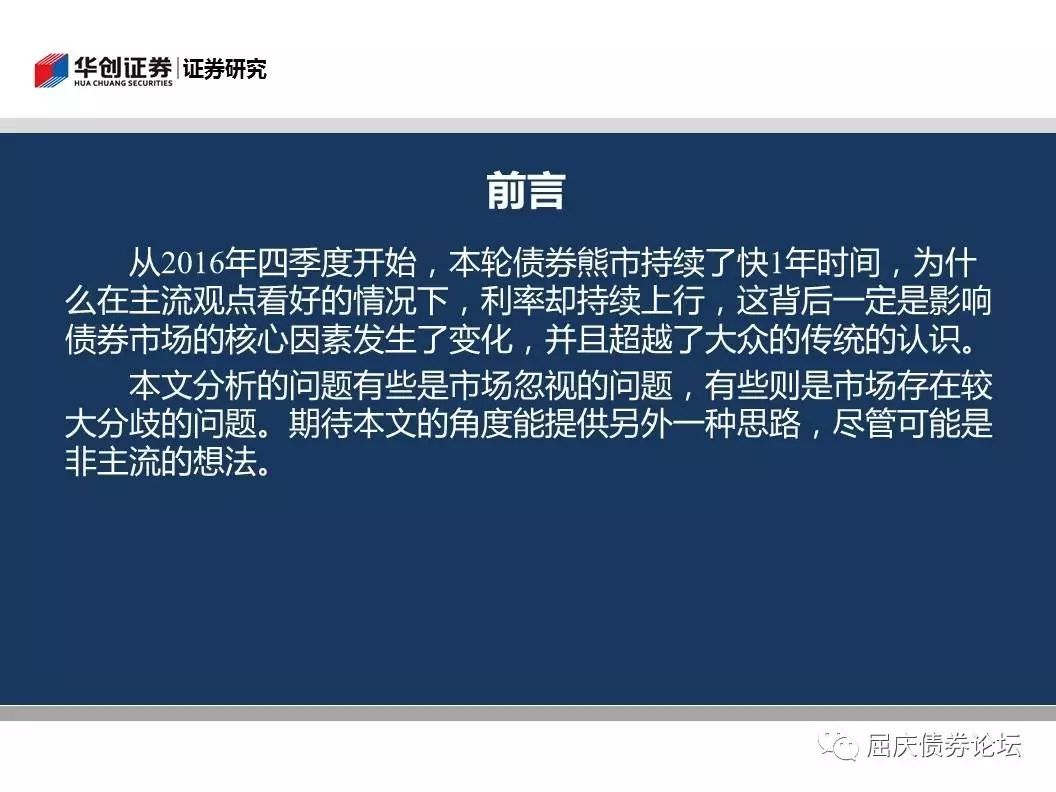 华创证券 证券研究
HUA CHUANG SECURITIES
前言
从2016年四季度开始，本轮债券熊市持续了快1年时间，为什
么在主流观点看好的情况下，利率却持续上行，这背后一定是影响
债券市场的核心因素发生了变化，并且超越了大众的传统的认识。
本文分析的问题有些是市场忽视的问题，有些则是市场存在较
大分歧的问题。期待本文的角度能提供另外一种思路，尽管可能是
非主流的想法。
屈庆债券论坛